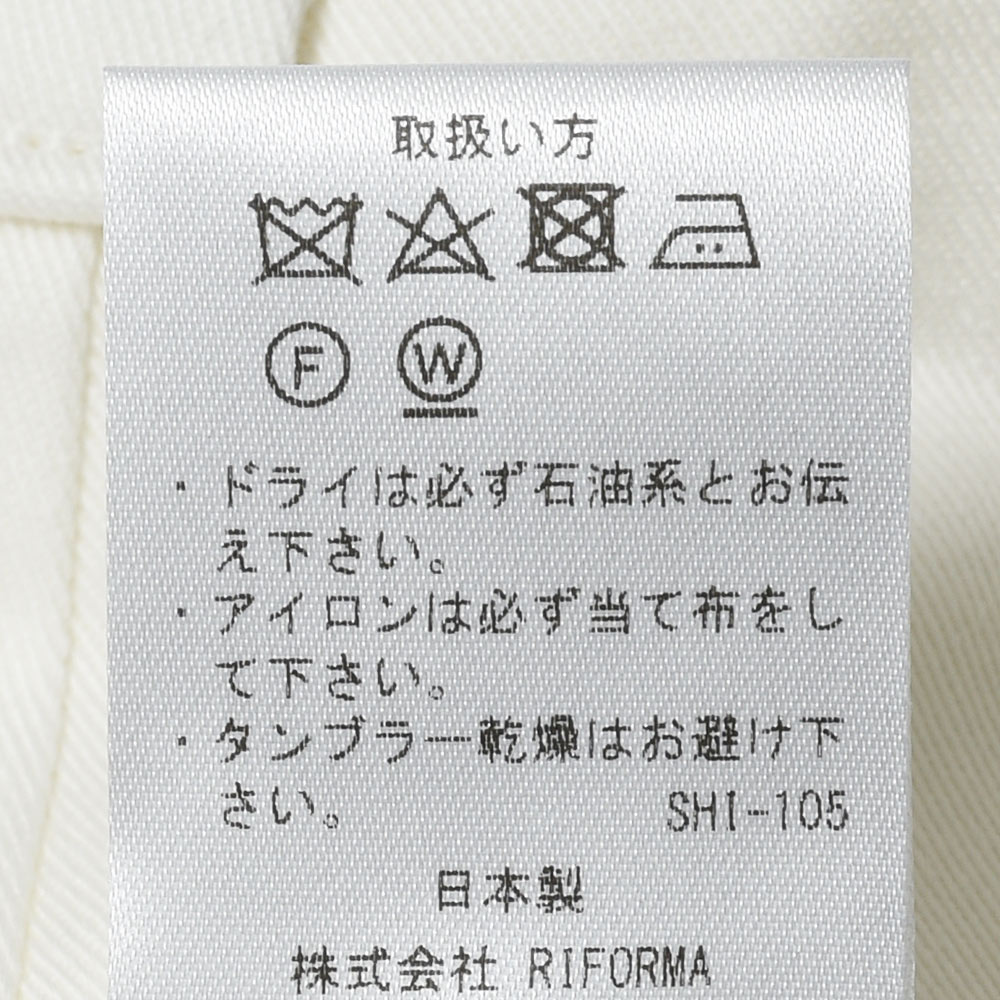 取扱い方
F W
・ドライは必ず石油系とお伝
え下さい。
・アイロンは必ず当て布をし
て下さい。
・タンブラー乾燥はお避け下
さい。 SHI-105
日本製
株式会社 RIFORMA